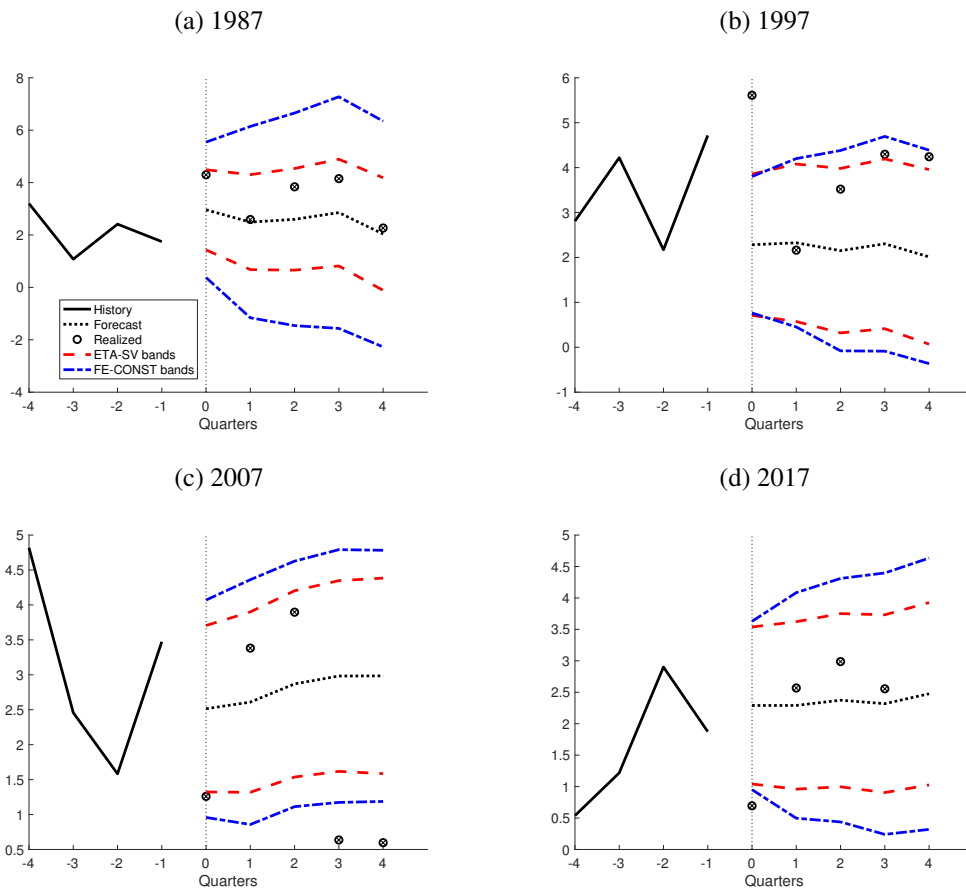 (a) 1987
(b) 1997
8
6
4
2
0
-2
-4
History
Forecast
Realized
ETA-SV bands
FE-CONST bands
-4 -3 -2 -1 0 1 2 3 4
Quarters
6
5
4
3
2
1
0
-1
-4 -3 -2 -1 0 1 2 3 4
Quarters
(c) 2007
(d) 2017
5
4.5
4
3.5
3
2.5
2
1.5
1
0.5
-4 -3 -2 -1 0 1 2 3 4
Quarters
5
4.5
4
3.5
3
2.5
2
1.5
1
0.5
0
-4 -3 -2 -1 0 1 2 3 4
Quarters